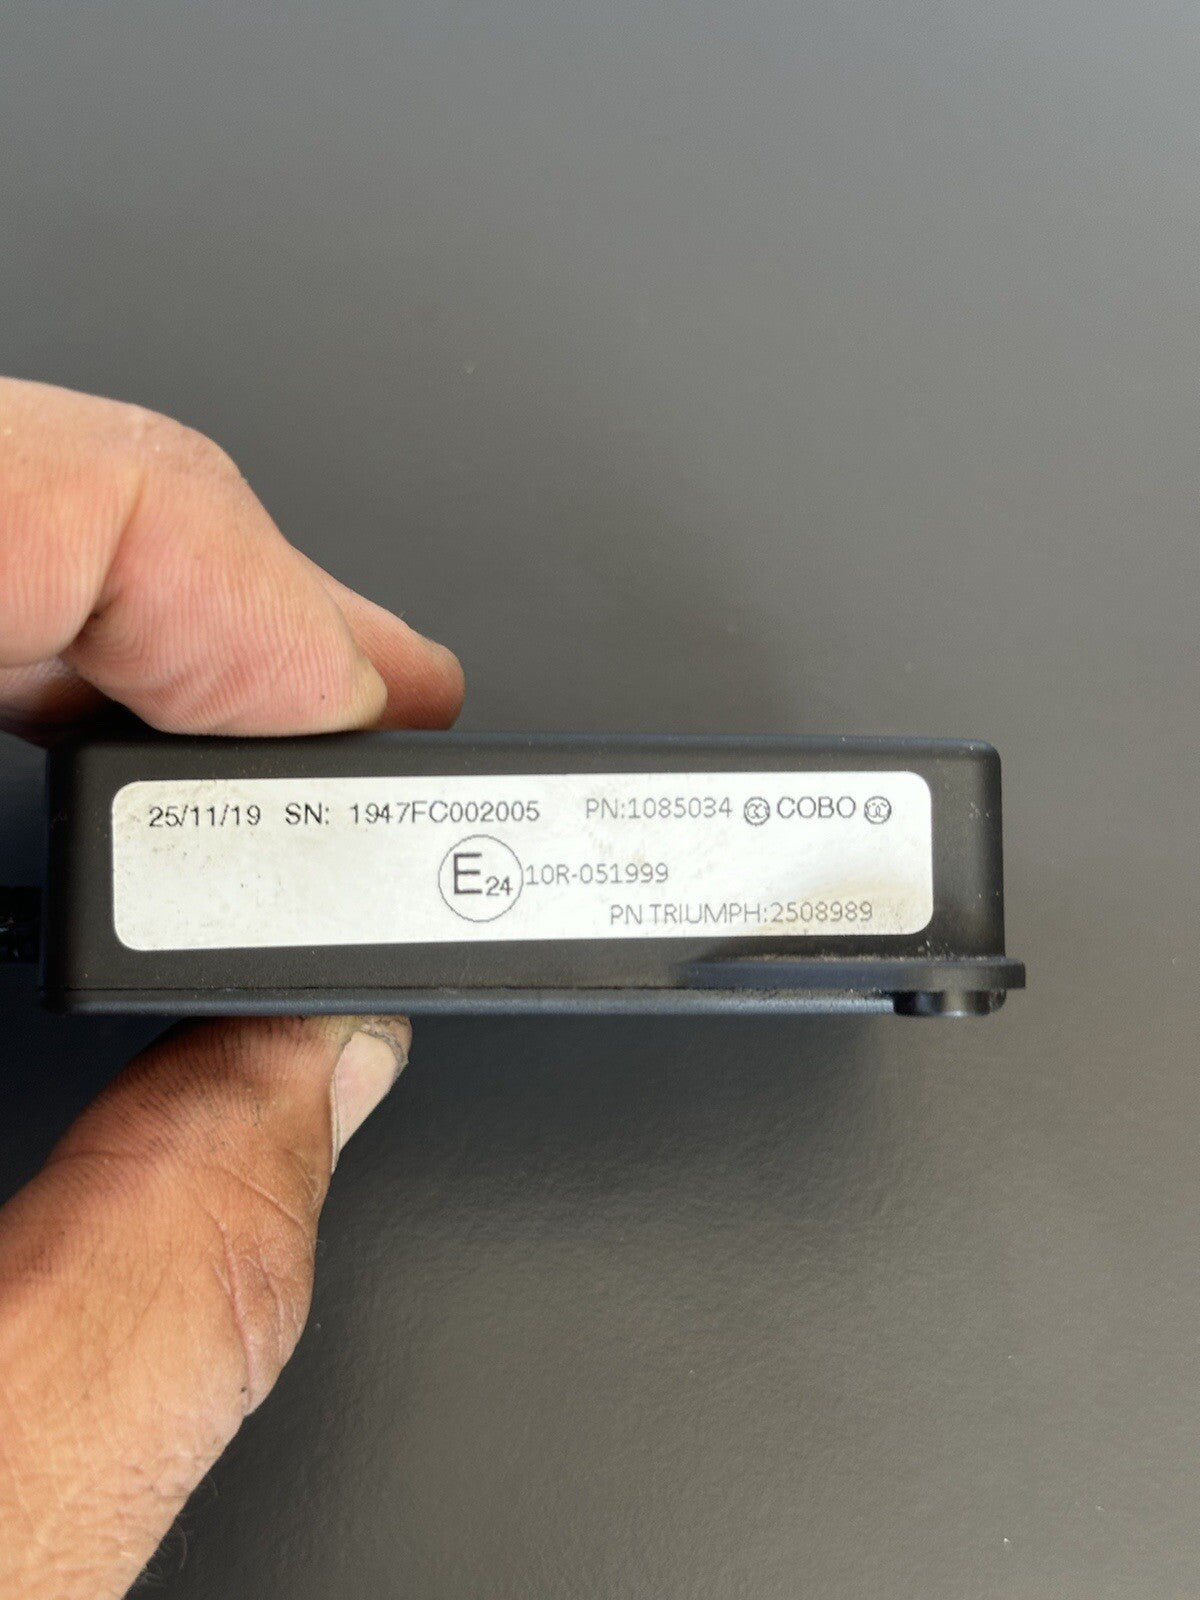 25/11/19 SN: 1947FC002005 PN:1085034 COBO
E24 10R-051999
PN TRIUMPH:2508989